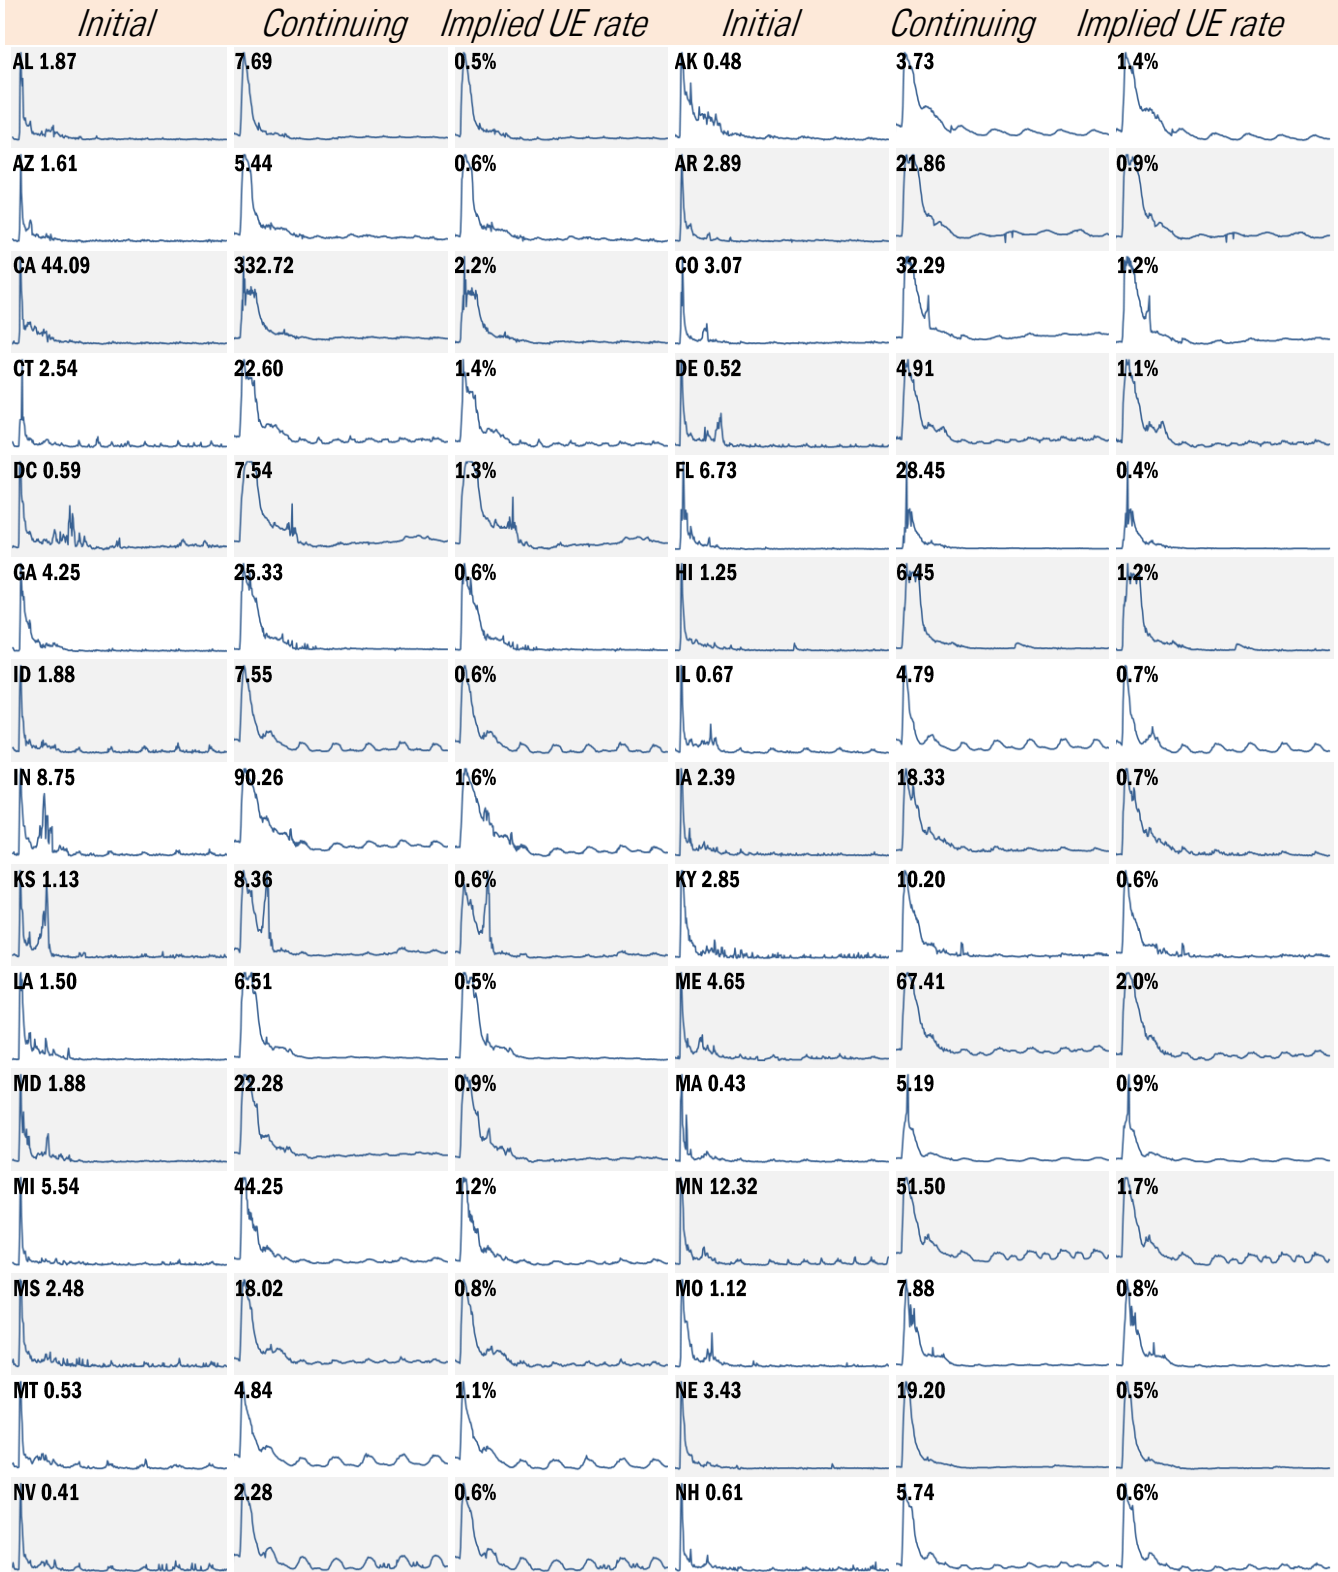 Initial Continuing Implied UE rate Initial Continuing Implied UE rate
AL 1.87 7.69 0.5% AK 0.48 3.73 1.4%
AZ 1.61 5.44 0.6% AR 2.89 21.86 0.9%
CA 44.09 332.72 2.2% CO 3.07 32.29 1.2%
CT 2.54 22.60 1.4% DE 0.52 4.91 1.1%
DC 0.59 7.54 1.3% FL 6.73 28.45 0.4%
GA 4.25 25.33 0.6% HI 1.25 6.45 1.2%
ID 1.88 7.55 0.6% IL 0.67 4.79 0.7%
IN 8.75 90.26 1.6% IA 2.39 18.33 0.7%
KS 1.13 8.36 0.6% KY 2.85 10.20 0.6%
LA 1.50 6.51 0.5% ME 4.65 67.41 2.0%
MD 1.88 22.28 0.9% MA 0.43 5.19 0.9%
MI 5.54 44.25 1.2% MN 12.32 51.50 1.7%
MS 2.48 18.02 0.8% MO 1.12 7.88 0.8%
MT 0.53 4.84 1.1% NE 3.43 19.20 0.5%
NV 0.41 2.28 0.6% NH 0.61 5.74 0.6%